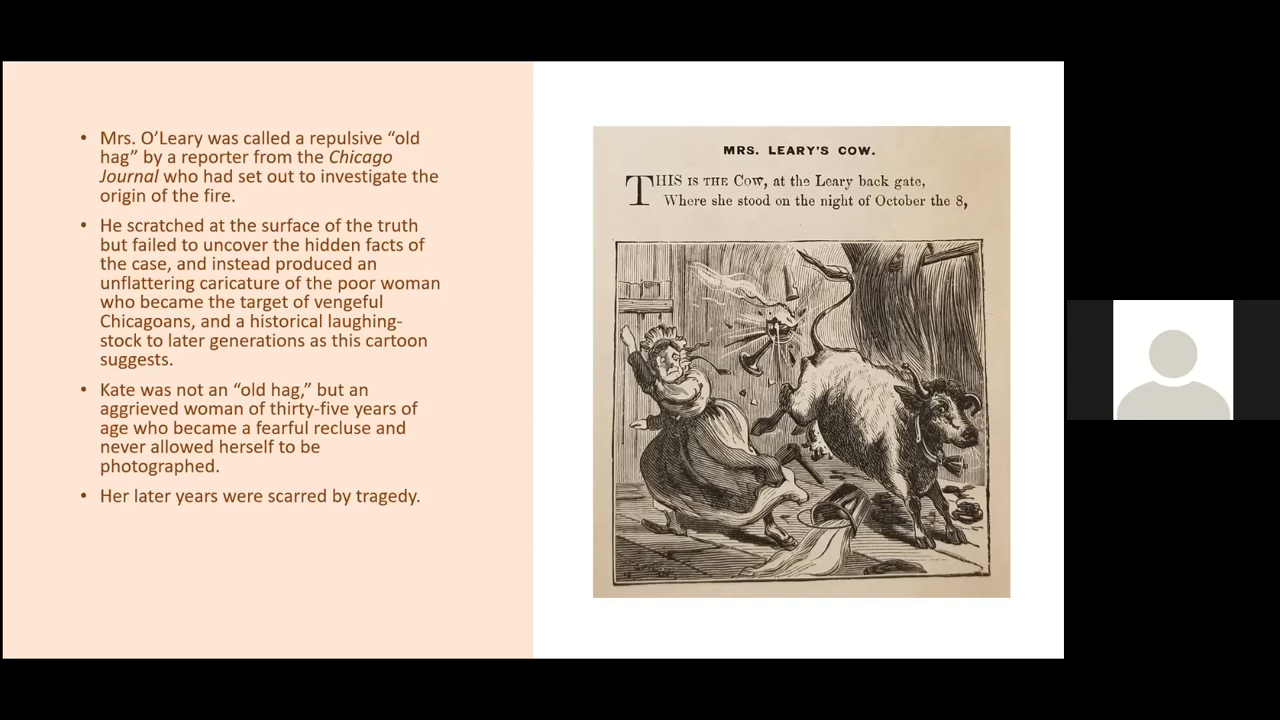 • Mrs. O’Leary was called a repulsive “old
hag” by a reporter from the Chicago
Journal who had set out to investigate the
origin of the fire.
• He scratched at the surface of the truth
but failed to uncover the hidden facts of
the case, and instead produced an
unflattering caricature of the poor woman
who became the target of vengeful
Chicagoans, and a historical laughing-
stock to later generations as this cartoon
suggests.
• Kate was not an “old hag,” but an
aggrieved woman of thirty-five years of
age who became a fearful recluse and
never allowed herself to be
photographed.
• Her later years were scarred by tragedy.
MRS. LEARY'S COW.
THIS IS THE COW, at the Leary back gate,
Where she stood on the night of October the 8,